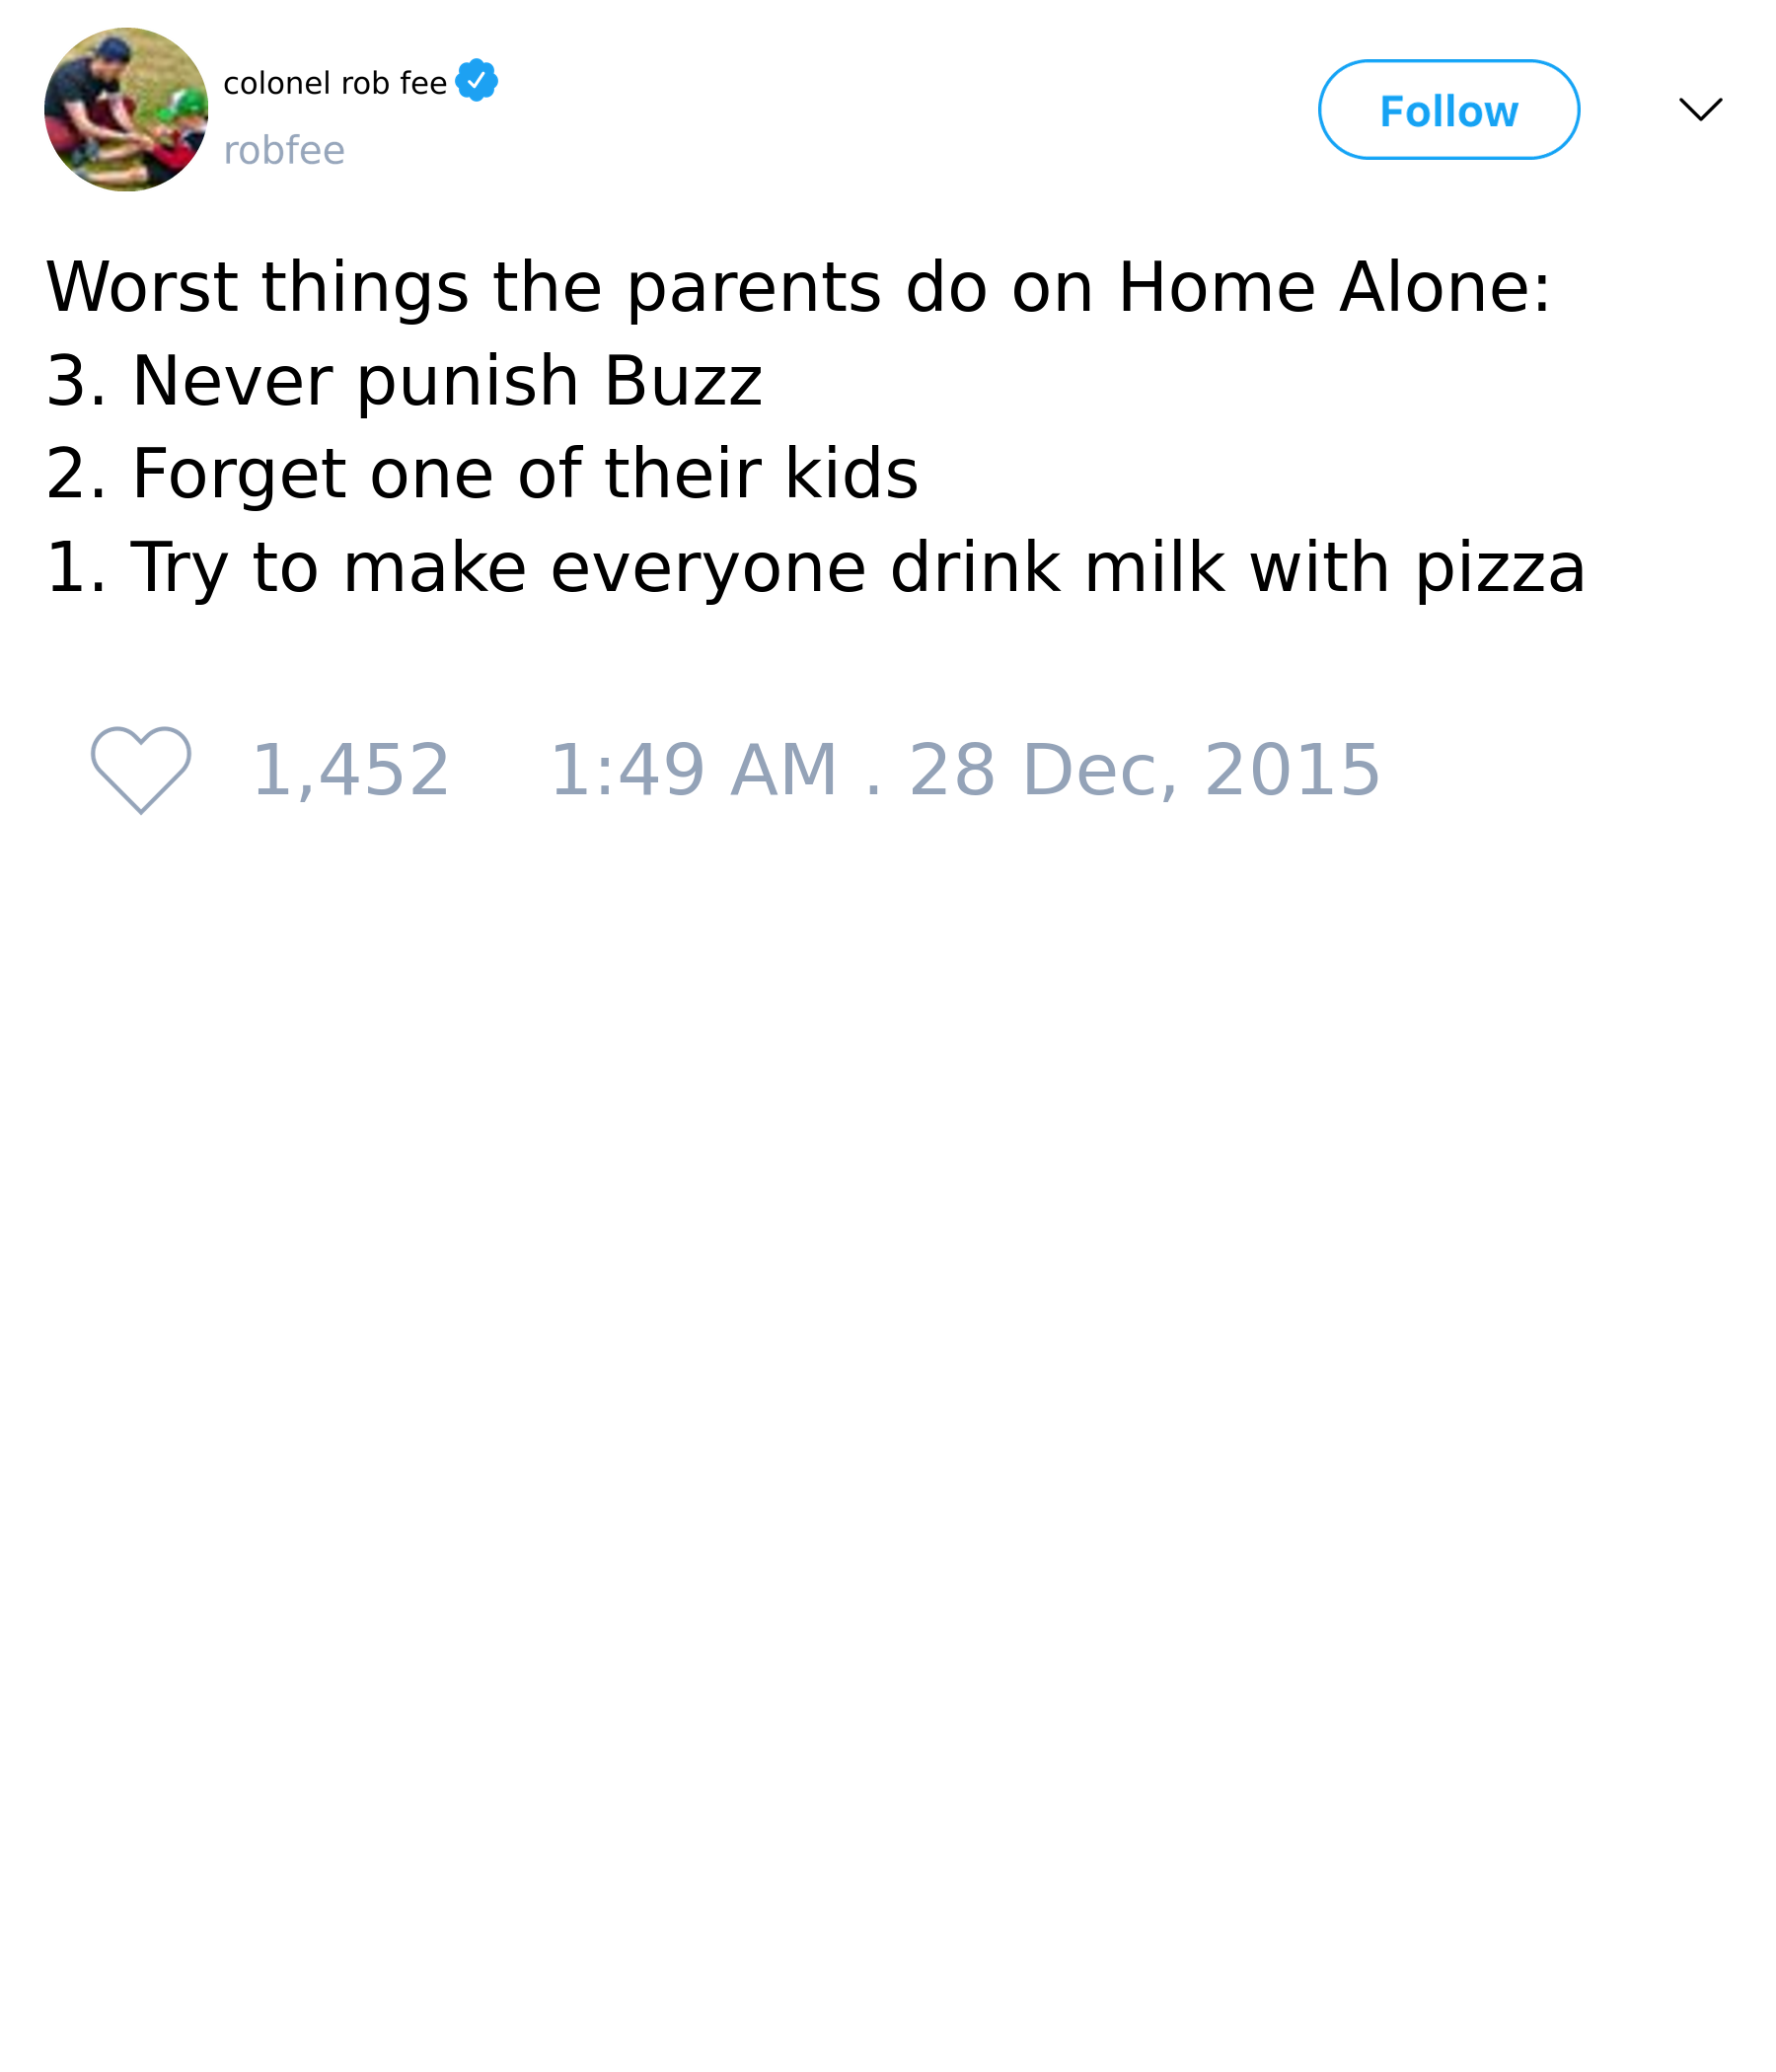 colonel rob fee
robfee
Follow
Worst things the parents do on Home Alone:
3. Never punish Buzz
2. Forget one of their kids
1. Try to make everyone drink milk with pizza
1,452 1:49 AM . 28 Dec, 2015